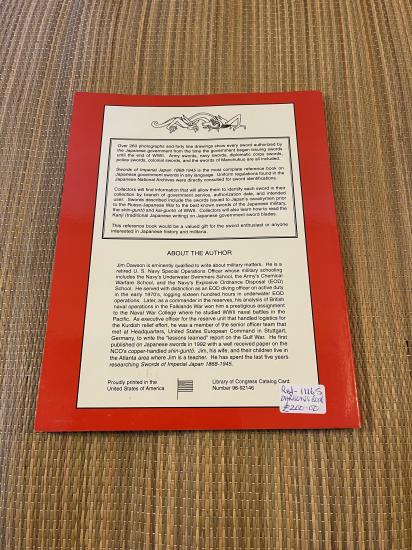 Over 260 photographs and forty line drawings show every sword authorized by
the Japanese government from the time the government began issuing swords
until the end of WWII. Army swords, navy swords, diplomatic corps swords,
police swords, colonial swords, and the swords of Manchukuo are all included.
Swords of Imperial Japan 1868-1945 is the most complete reference book on
Japanese government swords in any language. Uniform regulations found in the
Japanese National Archives were directly consulted for sword identifications.
Collectors will find information that will allow them to identify each sword in their
collection by branch of government service, authorization date, and intended
user. Swords described include the swords issued to Japan's cavalrymen prior
to the Russo-Japanese War to the best known swords of the Japanese military,
the shin-guntō and kai-guntō of WWII. Collectors will also learn how to read the
Kanji (traditional Japanese writing) on Japanese government sword blades.
This reference book would be a valued gift for the sword enthusiast or anyone
interested in Japanese history and militaria.
ABOUT THE AUTHOR
Jim Dawson is eminently qualified to write about military matters. He is a
retired U. S. Navy Special Operations Officer whose military schooling
includes the Navy's Underwater Swimmers School, the Army's Chemical
Warfare School, and the Navy's Explosive Ordnance Disposal (EOD)
School. He served with distinction as an EOD diving officer on active duty
in the early 1970's, logging sixteen hundred hours in underwater EOD
operations. Later, as a commander in the reserves, his analysis of British
naval operations in the Falklands War won him a prestigious assignment
to the Naval War College where he studied WWII naval battles in the
Pacific. As executive officer for the reserve unit that handled logistics for
the Kurdish relief effort, he was a member of the senior officer team that
met at Headquarters, United States European Command in Stuttgart,
Germany, to write the "lessons learned" report on the Gulf War. He first
published on Japanese swords in 1992 with a well received paper on the
NCO's copper-handled shin-guntō. Jim, his wife, and their children live in the
Atlanta area where Jim is a teacher. He has spent the last five years
researching Swords of Imperial Japan 1868-1945.
Proudly printed in the
United States of America
Library of Congress Catalog Card
Number 96-92146
Ref- 1116S
DAWSON'S BOOK
£200-00